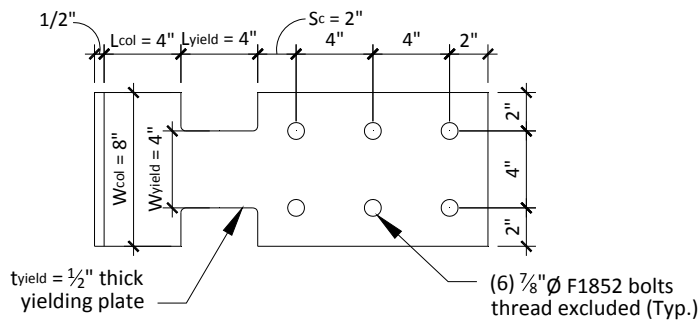 1/2" Lcol = 4" Lyield = 4" Sc = 2" 4" 4" 2"
Wcol = 8"
Wyield = 4"
2"
4"
2"
tyield = ½" thick
yielding plate
(6) ⅞"Ø F1852 bolts
thread excluded (Typ.)